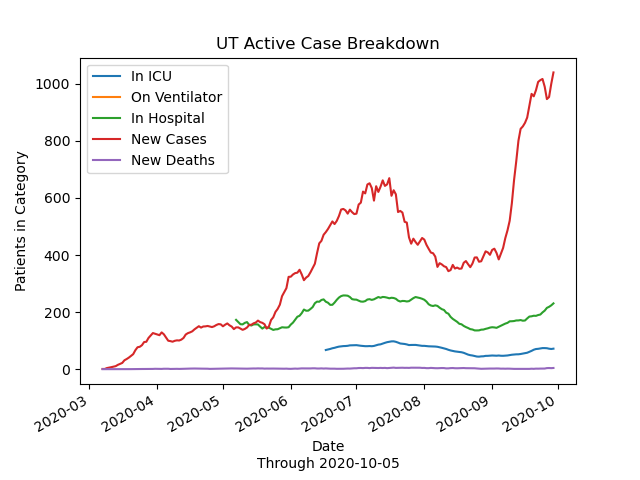 UT Active Case Breakdown
In ICU
On Ventilator
In Hospital
New Cases
New Deaths
Patients in Category
1000
800
600
400
200
0
2020-03
2020-04
2020-05
2020-06
2020-07
2020-08
2020-09
2020-10
Date
Through 2020-10-05